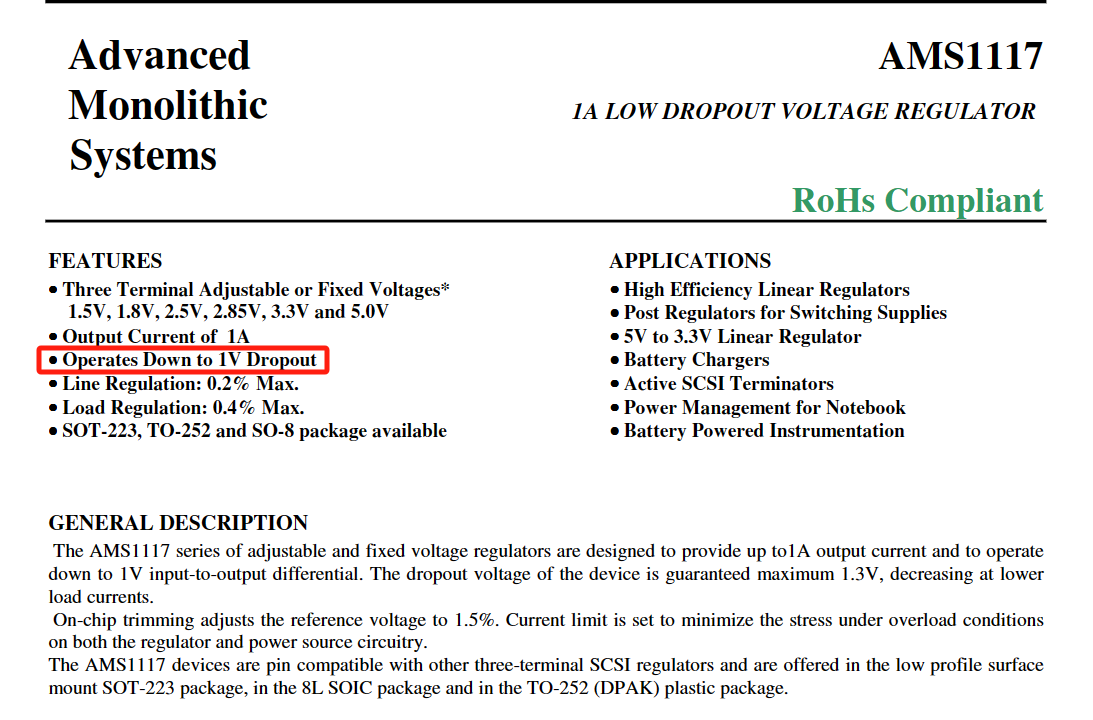 Advanced
Monolithic
Systems
AMS1117
1A LOW DROPOUT VOLTAGE REGULATOR
RoHs Compliant
FEATURES
• Three Terminal Adjustable or Fixed Voltages*
1.5V, 1.8V, 2.5V, 2.85V, 3.3V and 5.0V
• Output Current of 1A
• Operates Down to 1V Dropout
• Line Regulation: 0.2% Max.
• Load Regulation: 0.4% Max.
• SOT-223, TO-252 and SO-8 package available
APPLICATIONS
• High Efficiency Linear Regulators
• Post Regulators for Switching Supplies
• 5V to 3.3V Linear Regulator
• Battery Chargers
• Active SCSI Terminators
• Power Management for Notebook
• Battery Powered Instrumentation
GENERAL DESCRIPTION
The AMS1117 series of adjustable and fixed voltage regulators are designed to provide up to1A output current and to operate
down to 1V input-to-output differential. The dropout voltage of the device is guaranteed maximum 1.3V, decreasing at lower
load currents.
On-chip trimming adjusts the reference voltage to 1.5%. Current limit is set to minimize the stress under overload conditions
on both the regulator and power source circuitry.
The AMS1117 devices are pin compatible with other three-terminal SCSI regulators and are offered in the low profile surface
mount SOT-223 package, in the 8L SOIC package and in the TO-252 (DPAK) plastic package.